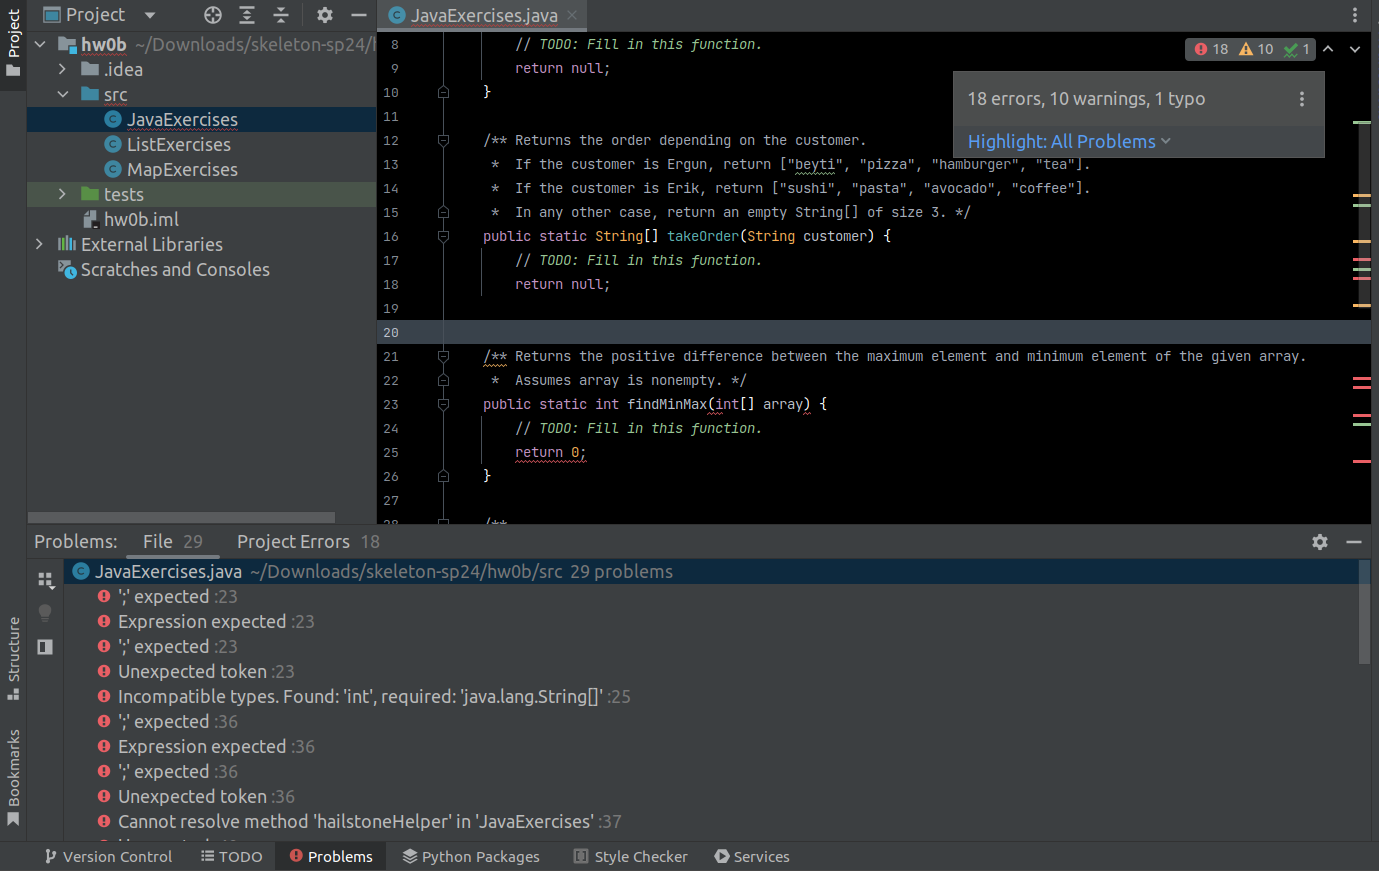 Project
Project
JavaExercises.java
hw0b ~/Downloads/skeleton-sp24/h
.idea
src
JavaExercises
ListExercises
MapExercises
tests
hw0b.iml
External Libraries
Scratches and Consoles
18 10 1
18 errors, 10 warnings, 1 typo
Highlight: All Problems
8 // TODO: Fill in this function.
9 return null;
10 }
11
12 /** Returns the order depending on the customer.
13 * If the customer is Ergun, return ["beyti", "pizza", "hamburger", "tea"].
14 * If the customer is Erik, return ["sushi", "pasta", "avocado", "coffee"].
15 * In any other case, return an empty String[] of size 3. */
16 public static String[] takeOrder(String customer) {
17 // TODO: Fill in this function.
18 return null;
19
20
21 /** Returns the positive difference between the maximum element and minimum element of the given array.
22 * Assumes array is nonempty. */
23 public static int findMinMax(int[] array) {
24 // TODO: Fill in this function.
25 return 0;
26 }
27
28 /**
Problems: File 29 Project Errors 18
JavaExercises.java ~/Downloads/skeleton-sp24/hw0b/src 29 problems
';' expected :23
Expression expected :23
';' expected :23
Unexpected token :23
Incompatible types. Found: 'int', required: 'java.lang.String[]' :25
';' expected :36
Expression expected :36
';' expected :36
Unexpected token :36
Cannot resolve method 'hailstoneHelper' in 'JavaExercises' :37
Structure
Bookmarks
Version Control TODO Problems Python Packages Style Checker Services